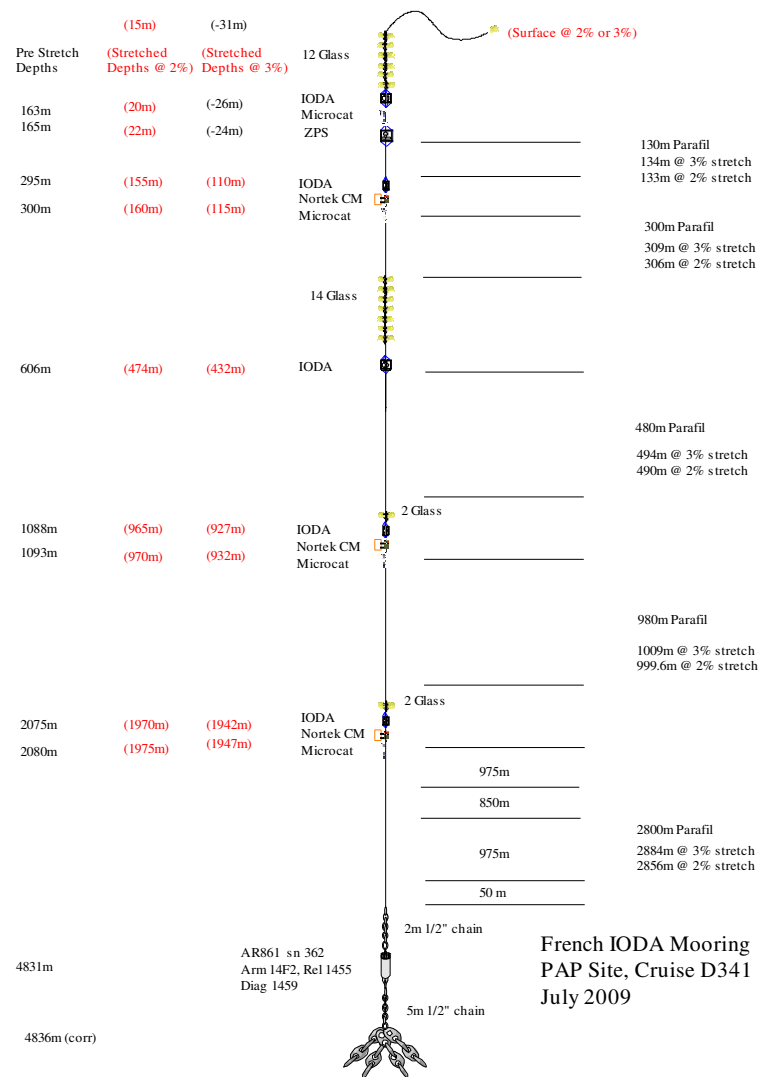 (15m) (-31m)
(Surface @ 2% or 3%)
Pre Stretch Depths
(Stretched Depths @ 2%)
(Stretched Depths @ 3%)
12 Glass
163m (20m) (-26m) IODA
Microcat
165m (22m) (-24m) ZPS
130m Parafil
134m @ 3% stretch
133m @ 2% stretch
295m (155m) (110m) IODA
Nortek CM
300m (160m) (115m) Microcat
300m Parafil
309m @ 3% stretch
306m @ 2% stretch
14 Glass
606m (474m) (432m) IODA
480m Parafil
494m @ 3% stretch
490m @ 2% stretch
2 Glass
1088m (965m) (927m) IODA
Nortek CM
1093m (970m) (932m) Microcat
980m Parafil
1009m @ 3% stretch
999.6m @ 2% stretch
2 Glass
2075m (1970m) (1942m) IODA
Nortek CM
2080m (1975m) (1947m) Microcat
975m
850m
2800m Parafil
2884m @ 3% stretch
2856m @ 2% stretch
975m
50 m
2m 1/2" chain
AR861 sn 362
Arm 14F2, Rel 1455
Diag 1459
4831m
5m 1/2" chain
4836m (corr)
French IODA Mooring
PAP Site, Cruise D341
July 2009